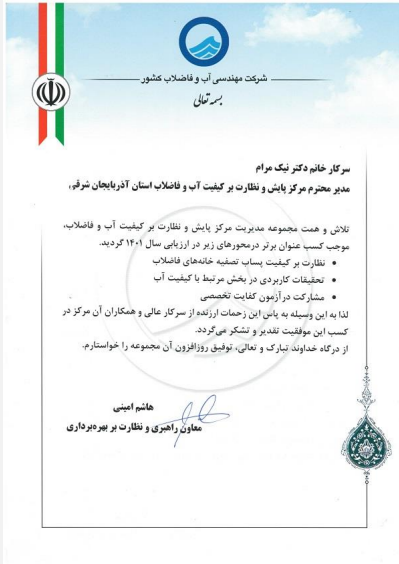 شرکت مهندسی آب و فاضلاب کشور
بسمه تعالی
سرکار خانم دکتر نیک مرام
مدیر محترم مرکز پایش و نظارت بر کیفیت آب و فاضلاب استان آذربایجان شرقی
تلاش و همت مجموعه مدیریت مرکز پایش و نظارت بر کیفیت آب و فاضلاب،
موجب کسب عنوان برتر درمحورهای زیر در ارزیابی سال ۱۴۰۱ گردید.
• نظارت بر کیفیت پساب تصفیه خانه‌های فاضلاب
• تحقیقات کاربردی در بخش مرتبط با کیفیت آب
• مشارکت در آزمون کفایت تخصصی
لذا به این وسیله به پاس این زحمات ارزنده از سرکار عالی و همکاران آن مرکز در
کسب این موفقیت تقدیر و تشکر می‌گردد.
از درگاه خداوند تبارک و تعالی، توفیق روزافزون آن مجموعه را خواستارم.
هاشم امینی
معاون راهبری و نظارت بر بهره‌برداری